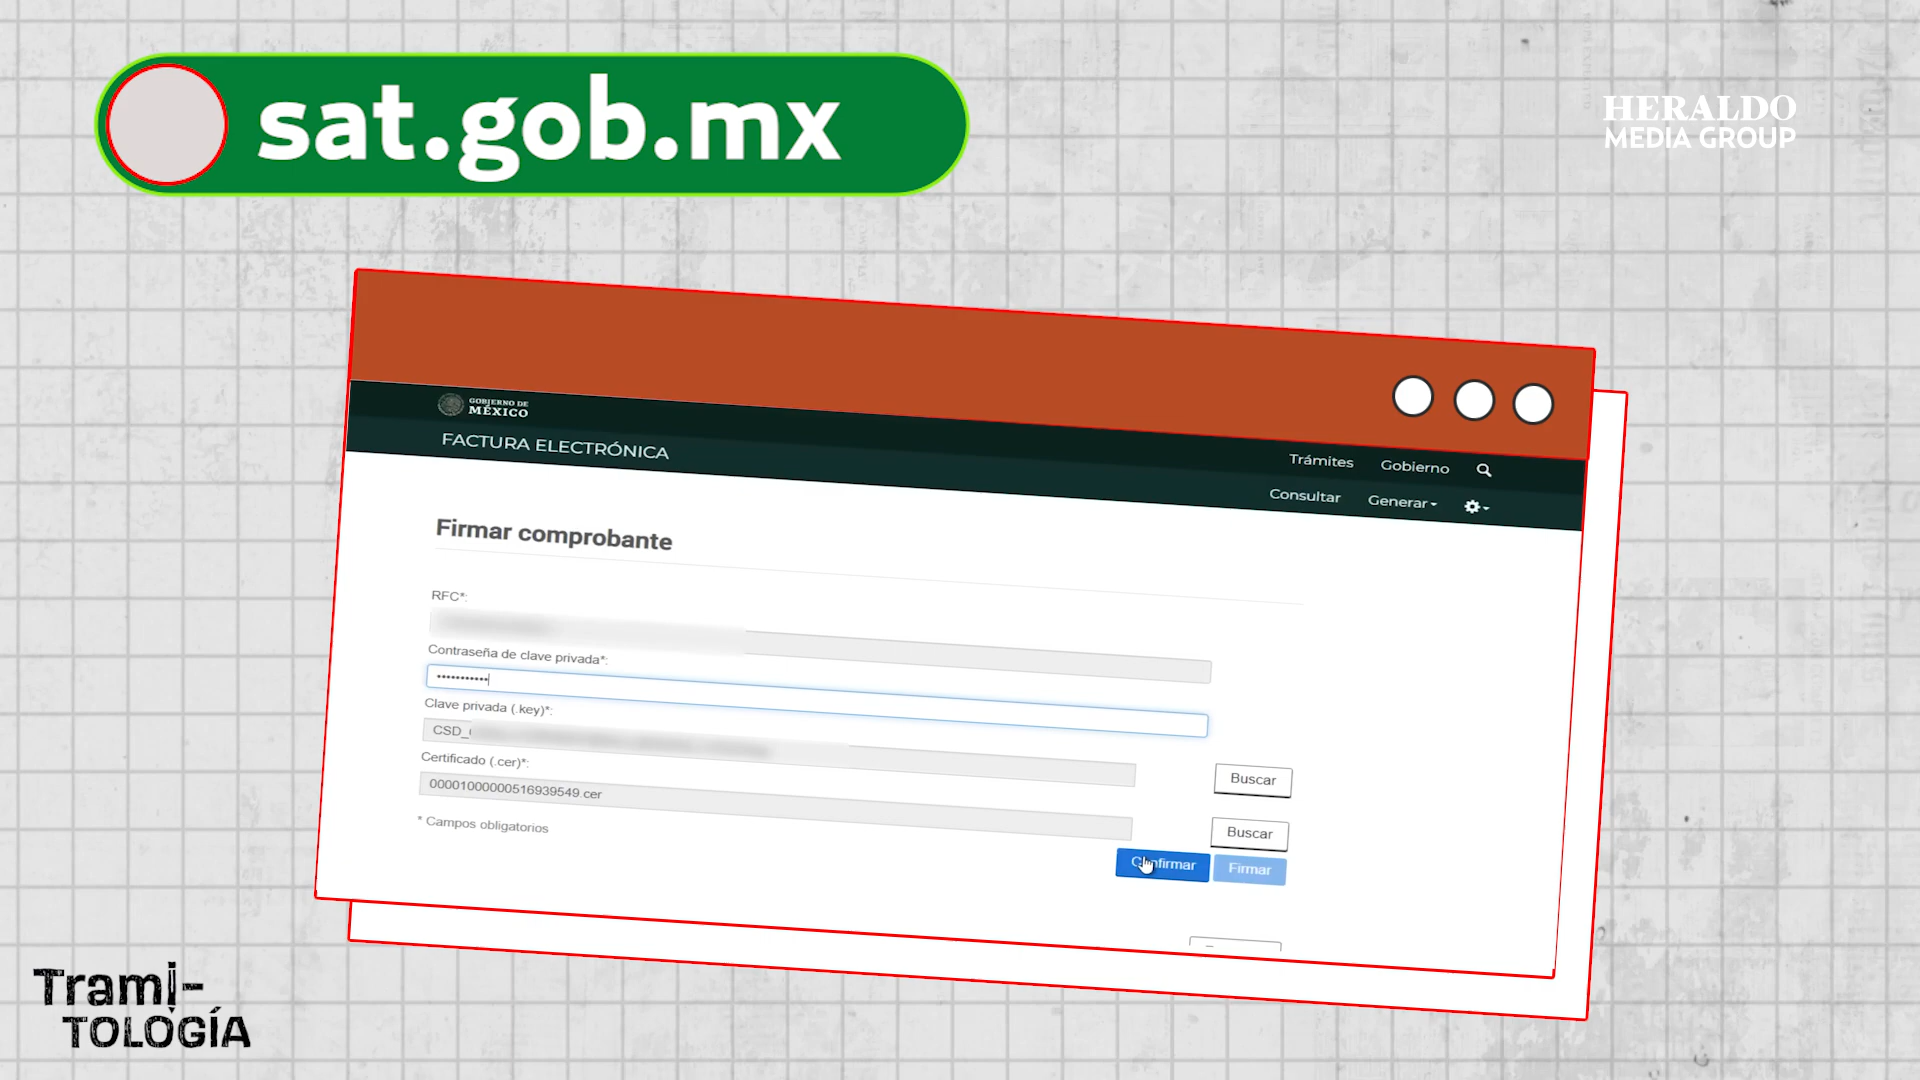 sat.gob.mx
HERALDO
MEDIA GROUP
GOBIERNO DE
MÉXICO
FACTURA ELECTRÓNICA
Trámites Gobierno
Consultar Generar
Firmar comprobante
RFC*:
Contraseña de clave privada*:
•••••••••••
Clave privada (.key)*:
CSD_
Buscar
Certificado (.cer)*:
00001000000516939549.cer
Buscar
* Campos obligatorios
Confirmar Firmar
Trami-
TOLOGÍA